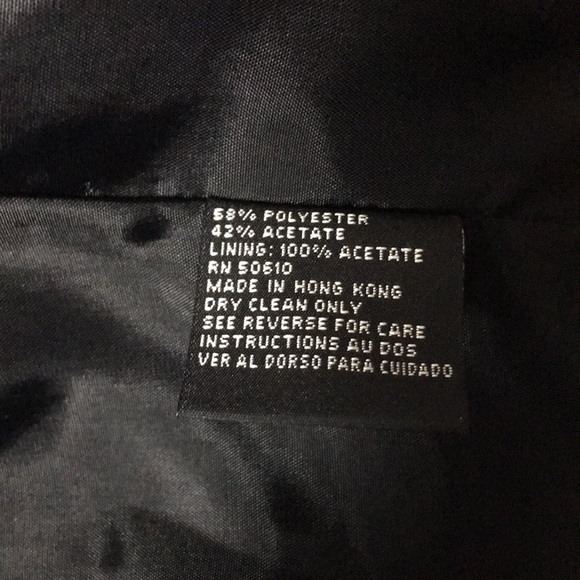 58% POLYESTER
42% ACETATE
LINING: 100% ACETATE
RN 50610
MADE IN HONG KONG
DRY CLEAN ONLY
SEE REVERSE FOR CARE
INSTRUCTIONS AU DOS
VER AL DORSO PARA CUIDADO